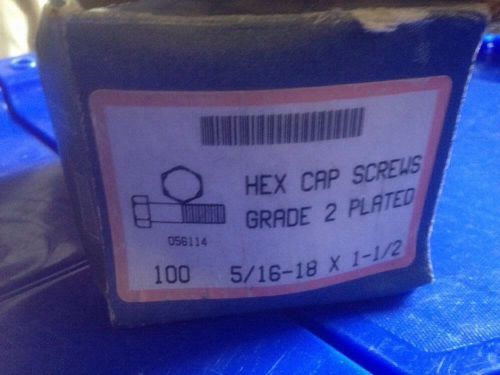 HEX CAP SCREWS
GRADE 2 PLATED
056114
100 5/16-18 X 1-1/2